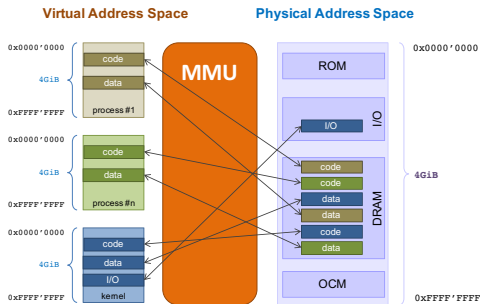 Virtual Address Space
Physical Address Space
MMU
0x0000'0000
4GiB
0xFFFF'FFFF
code
data
process #1
0x0000'0000
4GiB
0xFFFF'FFFF
code
data
process #n
0x0000'0000
4GiB
0xFFFF'FFFF
code
data
I/O
kernel
ROM
I/O
I/O
code
code
data
data
code
data
DRAM
OCM
0x0000'0000
4GiB
0xFFFF'FFFF